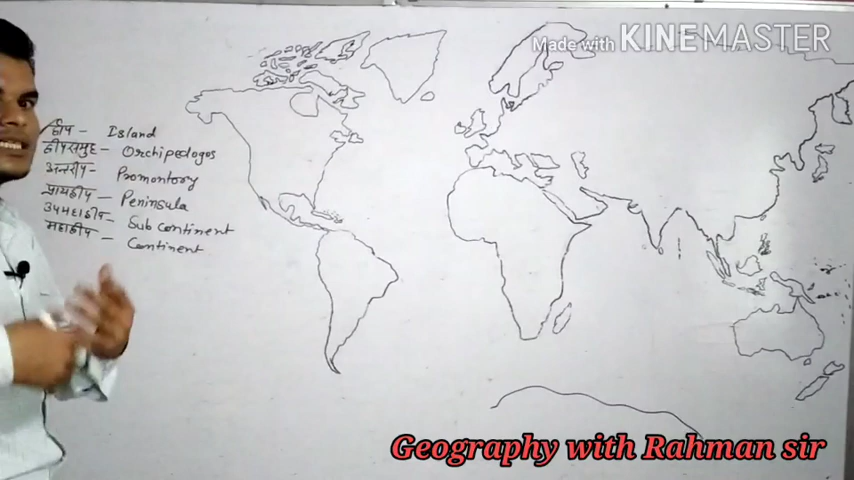 Made with KINEMASTER
द्वीप - Island
द्वीपसमूह - Orchipedogos
अन्तरीप - Promontory
प्रायद्वीप - Peninsula
उपमहाद्वीप - Sub continent
महाद्वीप - Continent
Geography with Rahman sir